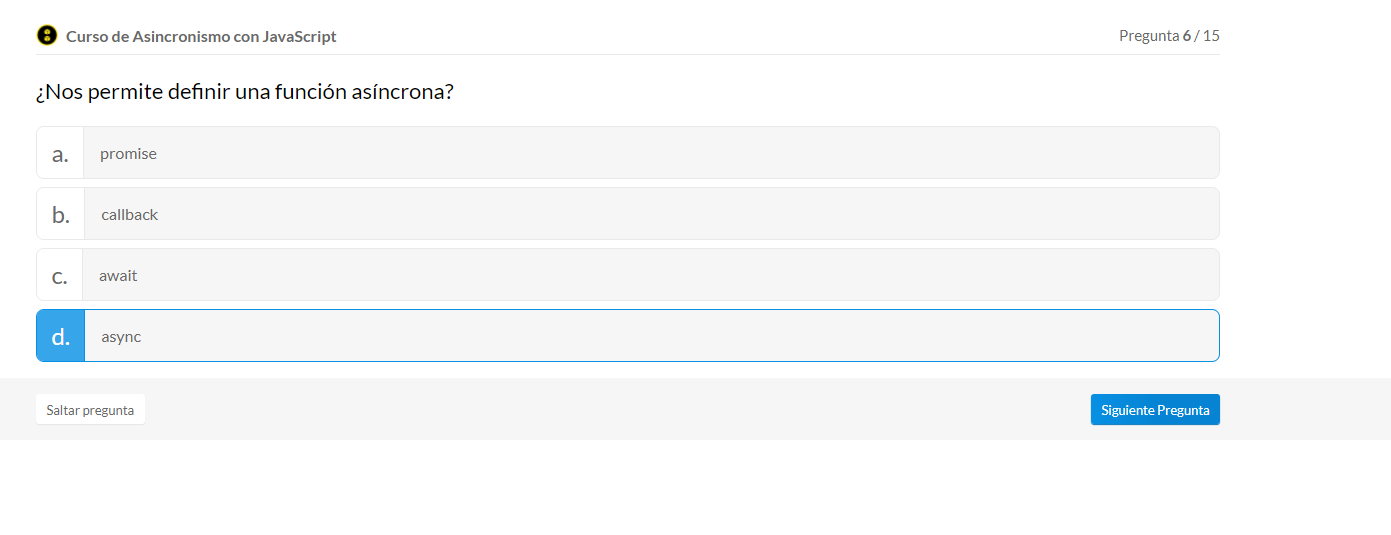 Curso de Asincronismo con JavaScript
Pregunta 6 / 15
¿Nos permite definir una función asíncrona?
a. promise
b. callback
c. await
d. async
Saltar pregunta
Siguiente Pregunta